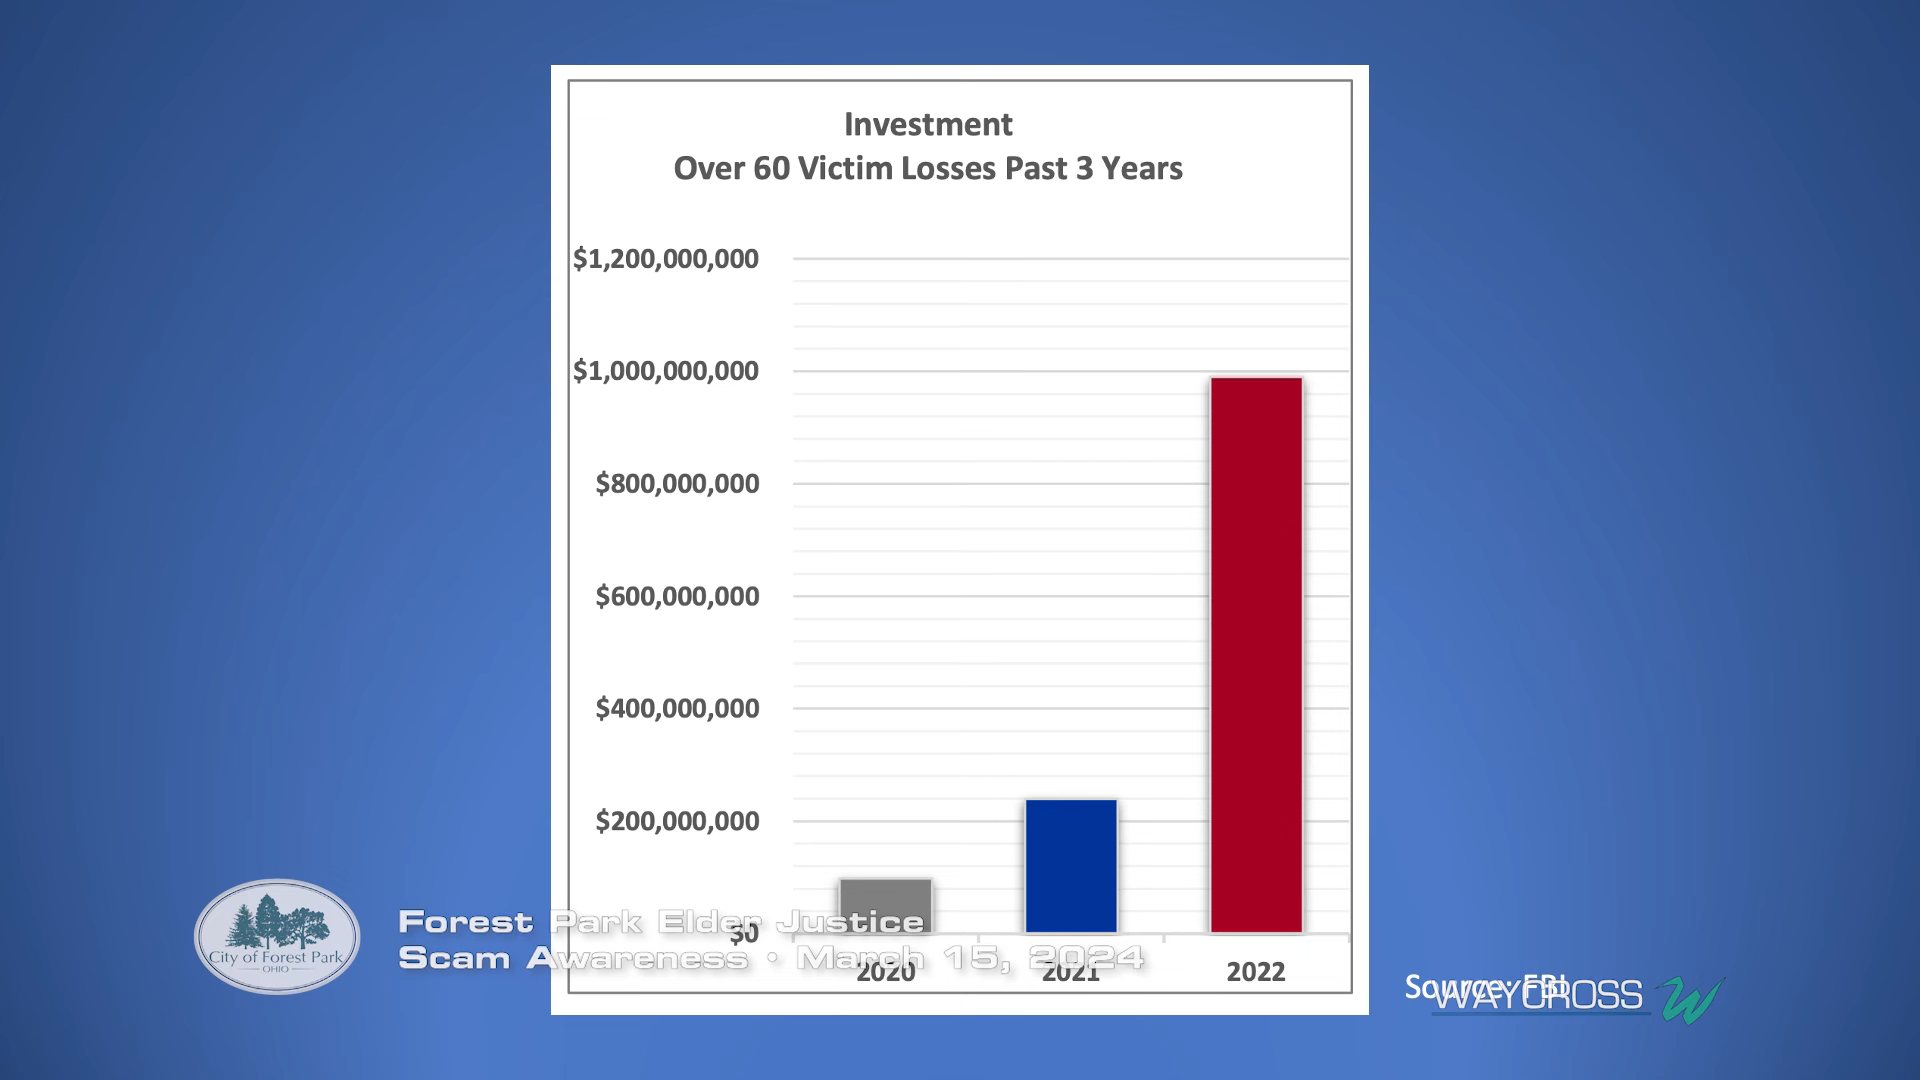 Investment
Over 60 Victim Losses Past 3 Years
$1,200,000,000
$1,000,000,000
$800,000,000
$600,000,000
$400,000,000
$200,000,000
$0
2020
2021
2022
City of Forest Park
OHIO
Forest Park Elder Justice
Scam Awareness • March 15, 2024
Source: FBI
WAYCROSS